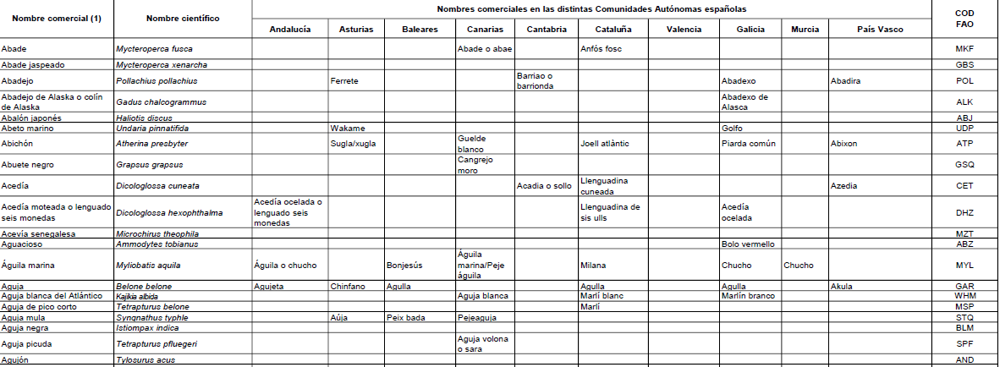 Nombre comercial (1) Nombre científico Nombres comerciales en las distintas Comunidades Autónomas españolas COD FAO
Andalucía Asturias Baleares Canarias Cantabria Cataluña Valencia Galicia Murcia País Vasco
Abade Mycteroperca fusca Abade o abae Anfós fosc MKF
Abade jaspeado Mycteroperca xenarcha GBS
Abadejo Pollachius pollachius Ferrete Barriao o barrionda Abadexo Abadira POL
Abadejo de Alaska o colín de Alaska Gadus chalcogrammus Abadexo de Alasca ALK
Abalón japonés Haliotis discus ABJ
Abeto marino Undaria pinnatifida Wakame Golfo UDP
Abichón Atherina presbyter Sugla/xugla Guelde blanco Joell atlàntic Piarda común Abixon ATP
Abuete negro Grapsus grapsus Cangrejo moro GSQ
Acedía Dicologlossa cuneata Acadia o sollo Llenguadina cuneada Azedia CET
Acedía moteada o lenguado seis monedas Dicologlossa hexophthalma Acedía ocelada o lenguado seis monedas Llenguadina de sis ulls Acedía ocelada DHZ
Acevía senegalesa Microchirus theophila MZT
Aguacioso Ammodytes tobianus Bolo vermello ABZ
Águila marina Myliobatis aquila Águila o chucho Bonjesús Águila marina/Peje águila Milana Chucho Chucho MYL
Aguja Belone belone Agujeta Chinfano Agulla Agulla Agulla Akula GAR
Aguja blanca del Atlántico Kajikia albida Aguja blanca Marlí blanc Marlín branco WHM
Aguja de pico corto Tetrapturus belone Marlí MSP
Aguja mula Syngnathus typhle Aúja Peix bada Pejeaguja STQ
Aguja negra Istiompax indica BLM
Aguja picuda Tetrapturus pfluegeri Aguja volona o sara SPF
Agujón Tylosurus acus AND